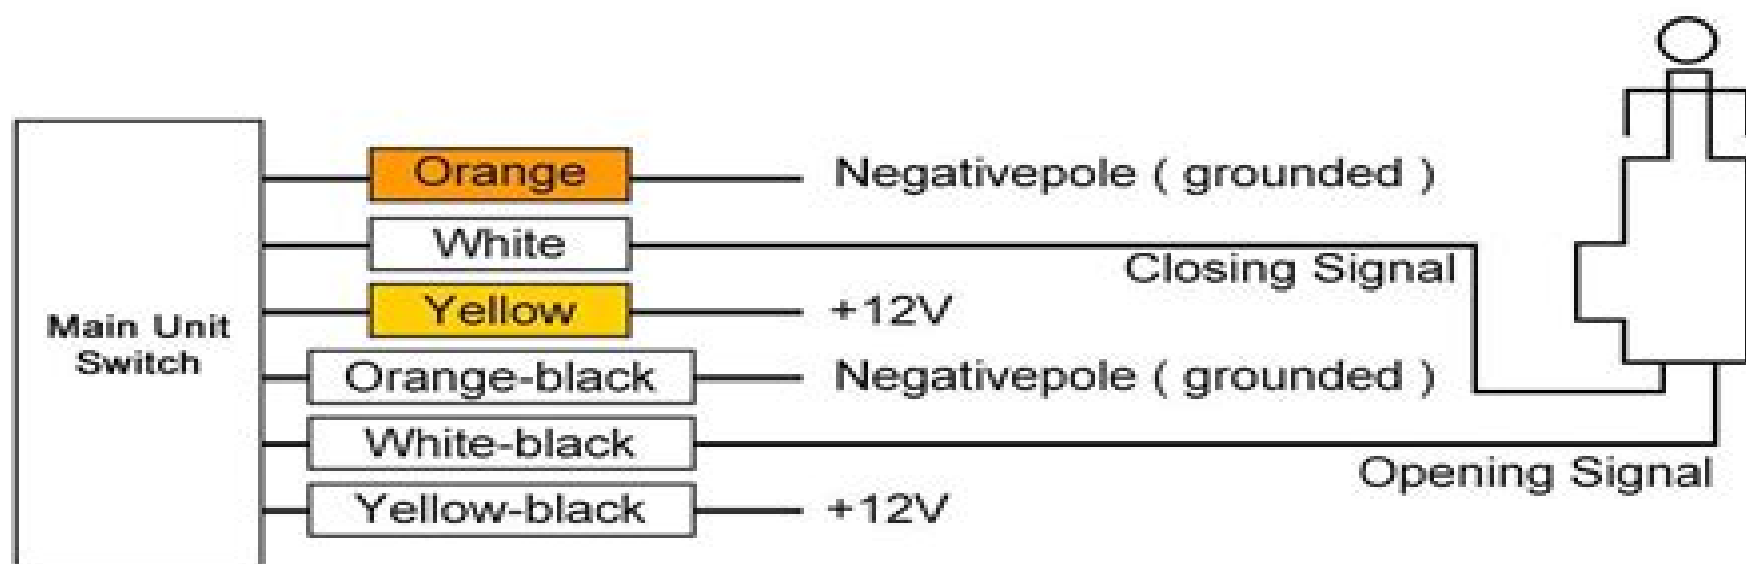 Orange
Negativepole ( grounded )
White
Closing Signal
Yellow
+12V
Main Unit
Switch
Orange-black
Negativepole ( grounded )
White-black
Opening Signal
Yellow-black
+12V